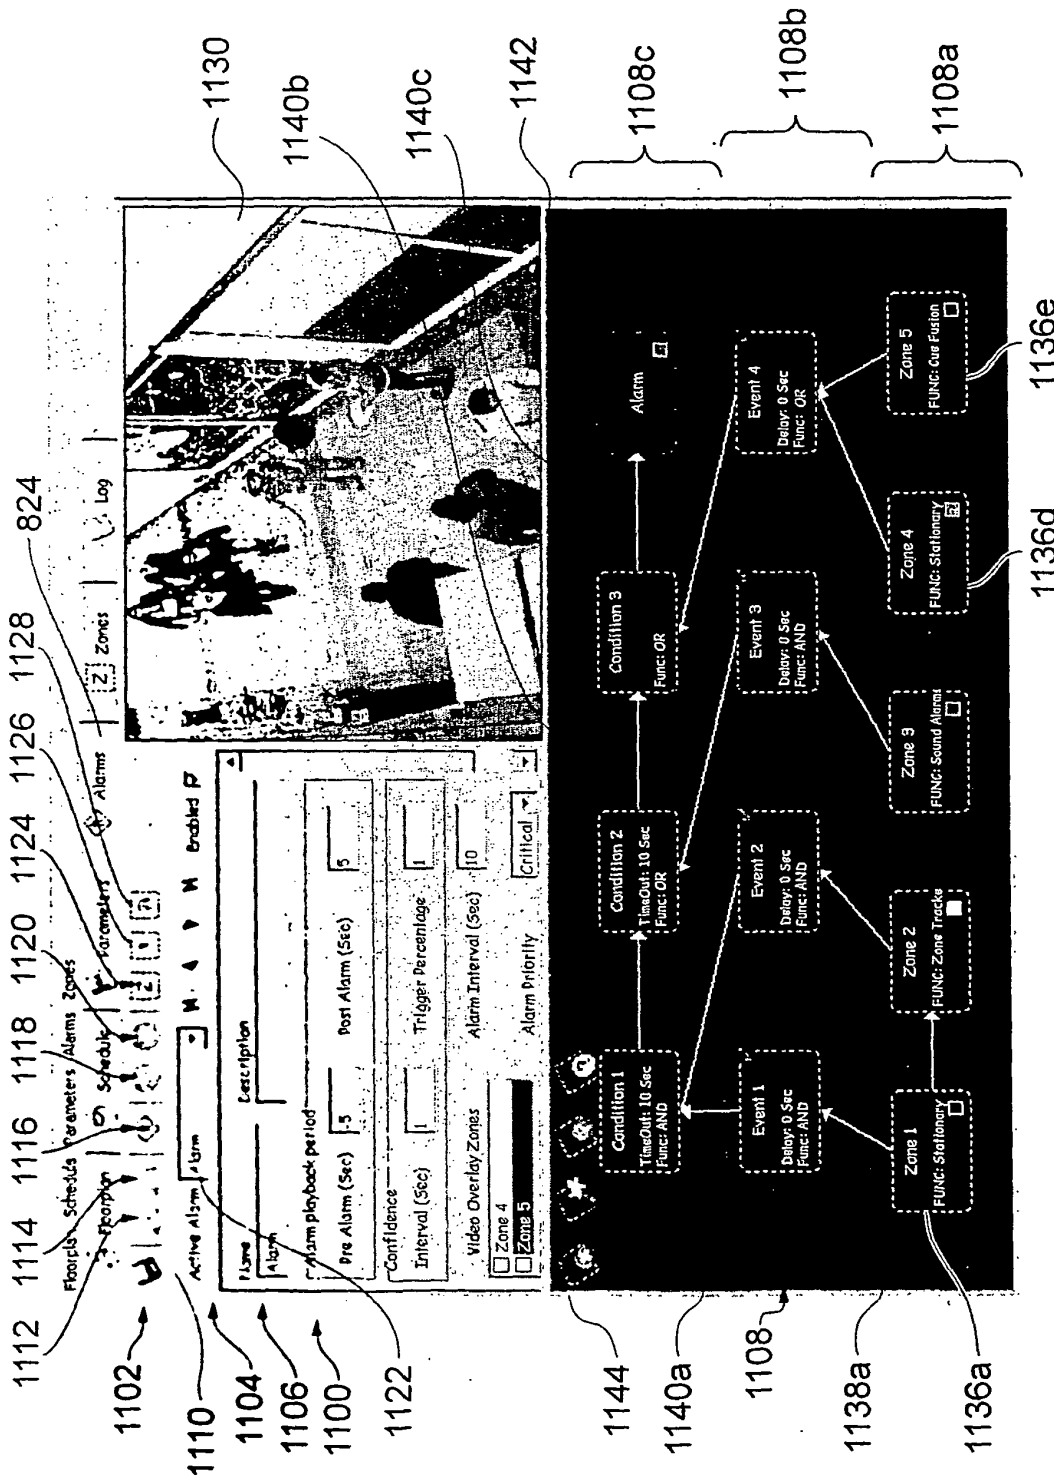 1112
1114
1116
1118
1120
1124
1126
1128
824
1102
1110
1104
1106
1100
1122
Floorplan Schedule Parameters Alarms Zones
Floorplan
Schedule
Parameters
Alarms
Zones
Log
Active Alarm
Alarm
Enabled
Name
Description
Alarm
Alarm playback period
Pre Alarm (Sec)
-5
Post Alarm (Sec)
5
Confidence
Interval (Sec)
1
Trigger Percentage
1
Video Overlay Zones
Alarm Interval (Sec)
10
Zone 4
Zone 5
Alarm Priority
Critical
1130
1140b
1140c
1142
1144
1140a
1108
1138a
1136a
1108c
1108b
1108a
1136d
1136e
Condition 1
TimeOut: 10 Sec
Func: AND
Condition 2
TimeOut: 10 Sec
Func: OR
Condition 3
Func: OR
Alarm
Event 1
Delay: 0 Sec
Func: AND
Event 2
Delay: 0 Sec
Func: AND
Event 3
Delay: 0 Sec
Func: AND
Event 4
Delay: 0 Sec
Func: OR
Zone 1
FUNC: Stationary
Zone 2
FUNC: Zone Tracke
Zone 3
FUNC: Sound Alarm
Zone 4
FUNC: Stationary
Zone 5
FUNC: Cue Fusion